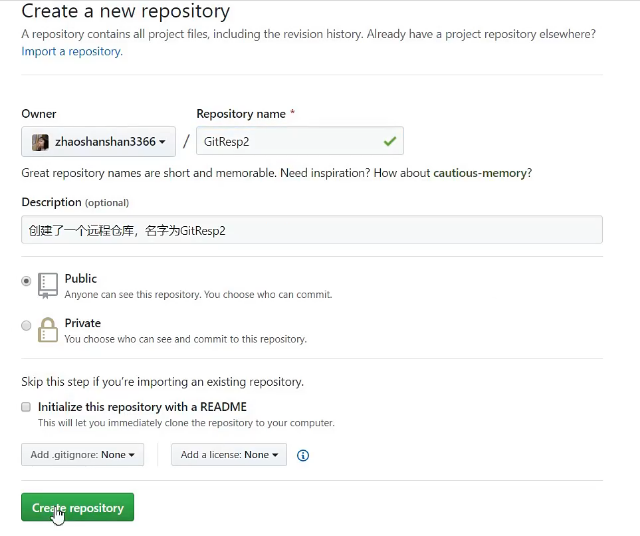 Create a new repository
A repository contains all project files, including the revision history. Already have a project repository elsewhere?
Import a repository.
Owner
Repository name *
zhaoshanshan3366 / GitResp2
Great repository names are short and memorable. Need inspiration? How about cautious-memory?
Description (optional)
创建了一个远程仓库，名字为GitResp2
Public
Anyone can see this repository. You choose who can commit.
Private
You choose who can see and commit to this repository.
Skip this step if you're importing an existing repository.
Initialize this repository with a README
This will let you immediately clone the repository to your computer.
Add .gitignore: None
Add a license: None
Create repository